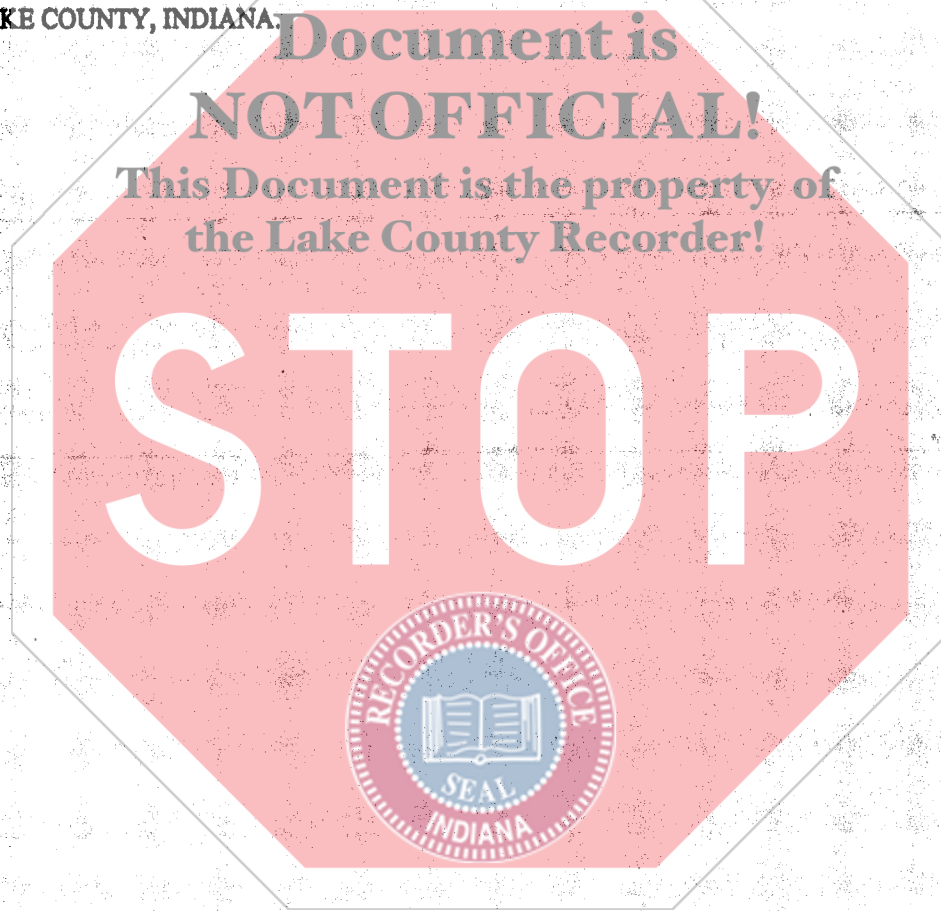 KE COUNTY, INDIANA.
Document is
NOT OFFICIAL!
This Document is the property of
the Lake County Recorder!
STOP
RECORDER'S OFFICE
SEAL
INDIANA